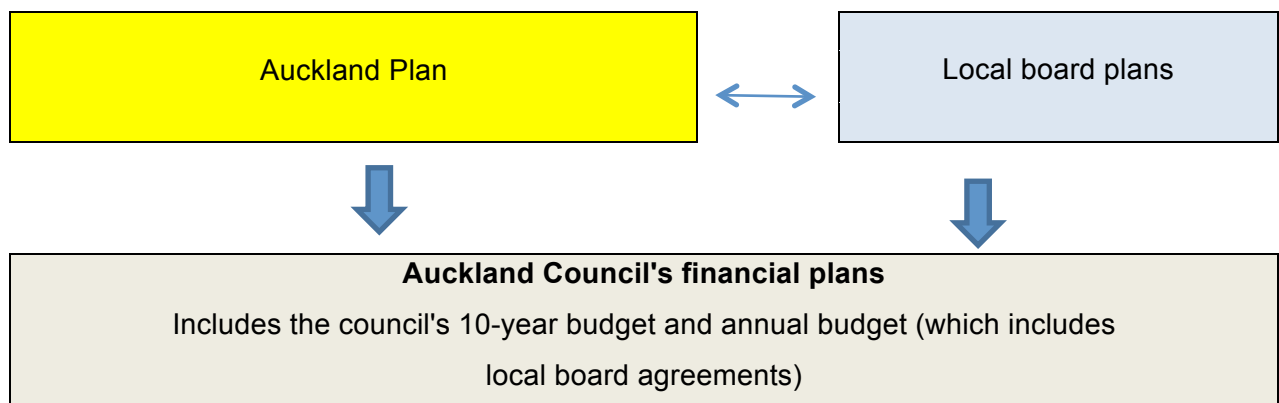 Auckland Plan
Local board plans
Auckland Council's financial plans
Includes the council's 10-year budget and annual budget (which includes
local board agreements)